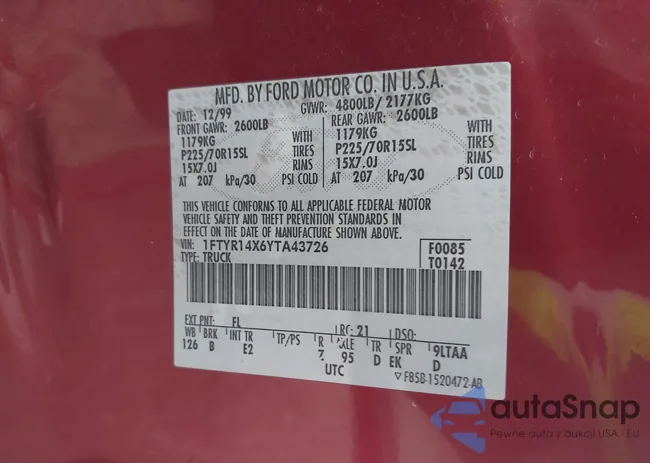 MFD. BY FORD MOTOR CO. IN U.S.A.
DATE: 12/99 GVWR: 4800LB/ 2177KG
FRONT GAWR: 2600LB REAR GAWR: 2600LB
1179KG WITH 1179KG WITH
P225/70R15SL TIRES P225/70R15SL TIRES
15X7.0J RIMS 15X7.0J RIMS
AT 207 kPa/30 PSI COLD AT 207 kPa/30 PSI COLD
THIS VEHICLE CONFORMS TO ALL APPLICABLE FEDERAL MOTOR
VEHICLE SAFETY AND THEFT PREVENTION STANDARDS IN
EFFECT ON THE DATE OF MANUFACTURE SHOWN ABOVE.
VIN: 1FTYR14X6YTA43726 F0085
TYPE: TRUCK T0142
EXT PNT: FL RC: 21 DSO:
WB BRK INT TR TP/PS R AXLE TR SPR 9LTAA
126 B E2 7 95 D EK D
UTC ▽ F85B-1520472-AB
autaSnap
Pewne auta z aukcji USA - EU